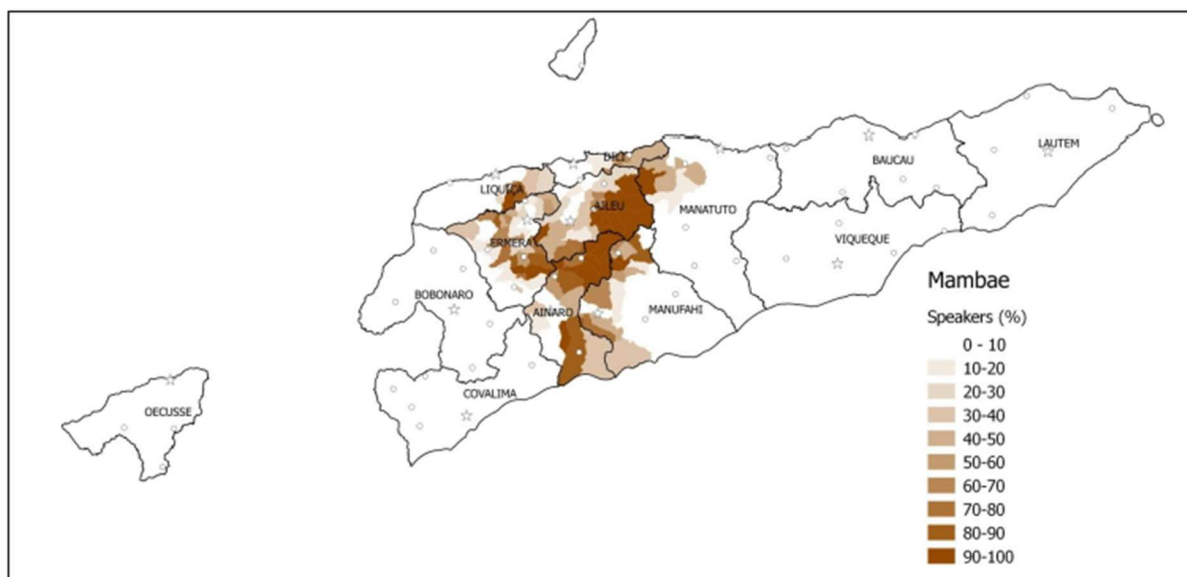 DILI
LAUTEM
BAUCAU
LIQUIÇA
AILEU
MANATUTO
VIQUEQUE
ERMERA
BOBONARO
AINARO
MANUFAHI
COVALIMA
OECUSSE
Mambae
Speakers (%)
0 - 10
10-20
20-30
30-40
40-50
50-60
60-70
70-80
80-90
90-100